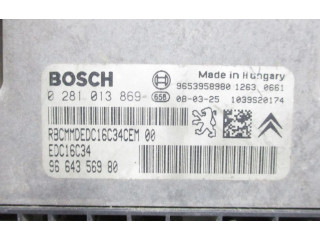 BOSCH
Made in Hungary
9653958980 1263 0661
0 281 013 869 658 08-03-25 1039S20174
RBCMMDEDC16C34CEM 00
EDC16C34
96 643 569 80